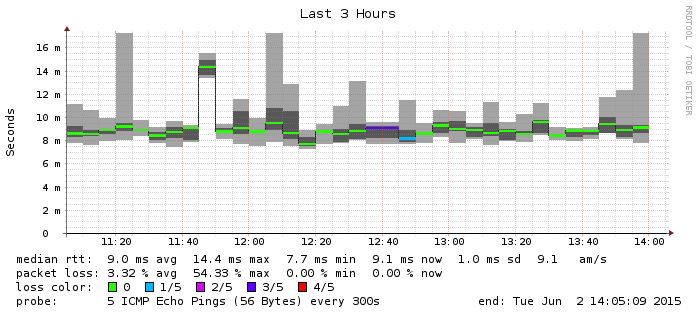 Last 3 Hours
RRDTOOL / TOBI OETIKER
Seconds
16 m
14 m
12 m
10 m
8 m
6 m
4 m
2 m
0
11:20 11:40 12:00 12:20 12:40 13:00 13:20 13:40 14:00
median rtt: 9.0 ms avg 14.4 ms max 7.7 ms min 9.1 ms now 1.0 ms sd 9.1 am/s
packet loss: 3.32 % avg 54.33 % max 0.00 % min 0.00 % now
loss color: 0 1/5 2/5 3/5 4/5
probe: 5 ICMP Echo Pings (56 Bytes) every 300s end: Tue Jun 2 14:05:09 2015